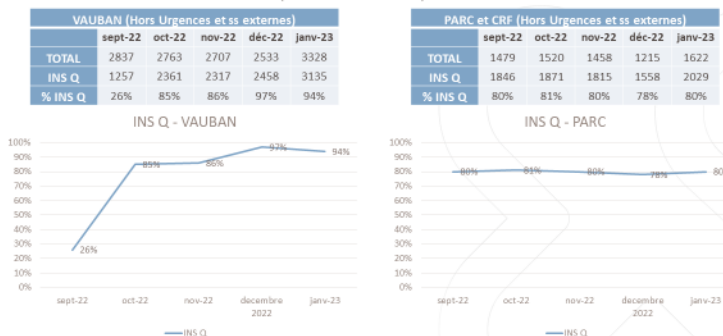 VAUBAN (Hors Urgences et ss externes)
sept-22 oct-22 nov-22 déc-22 janv-23
TOTAL 2837 2763 2707 2533 3328
INS Q 1257 2361 2317 2458 3135
% INS Q 26% 85% 86% 97% 94%
PARC et CRF (Hors Urgences et ss externes)
sept-22 oct-22 nov-22 déc-22 janv-23
TOTAL 1479 1520 1458 1215 1622
INS Q 1846 1871 1815 1558 2029
% INS Q 80% 81% 80% 78% 80%
INS Q - VAUBAN
100%
90%
80%
70%
60%
50%
40%
30%
20%
10%
0%
26%
85%
86%
97%
94%
sept-22 oct-22 nov-22 decembre janv-23
2022
INS Q
INS Q - PARC
100%
90%
80%
70%
60%
50%
40%
30%
20%
10%
0%
80%
81%
80%
78%
80
sept-22 oct-22 nov-22 decembre janv-23
2022
INS Q